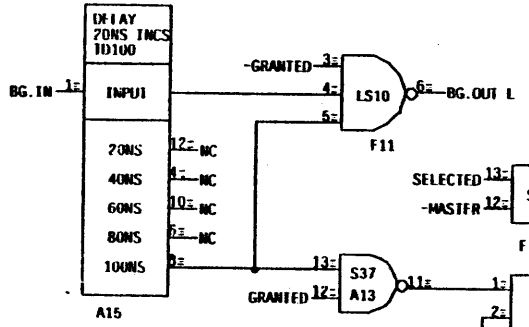 DELAY
20NS INCS
TD100
BG.IN 1= INPUT
20NS 12= NC
40NS 4= NC
60NS 10= NC
80NS 6= NC
100NS 8=
A15
-GRANTED 3=
4=
5=
LS10
F11
6= BG.OUT L
SELECTED 13=
-MASTER 12=
S
F
13=
GRANTED 12=
S37
A13
11=
1=
2=